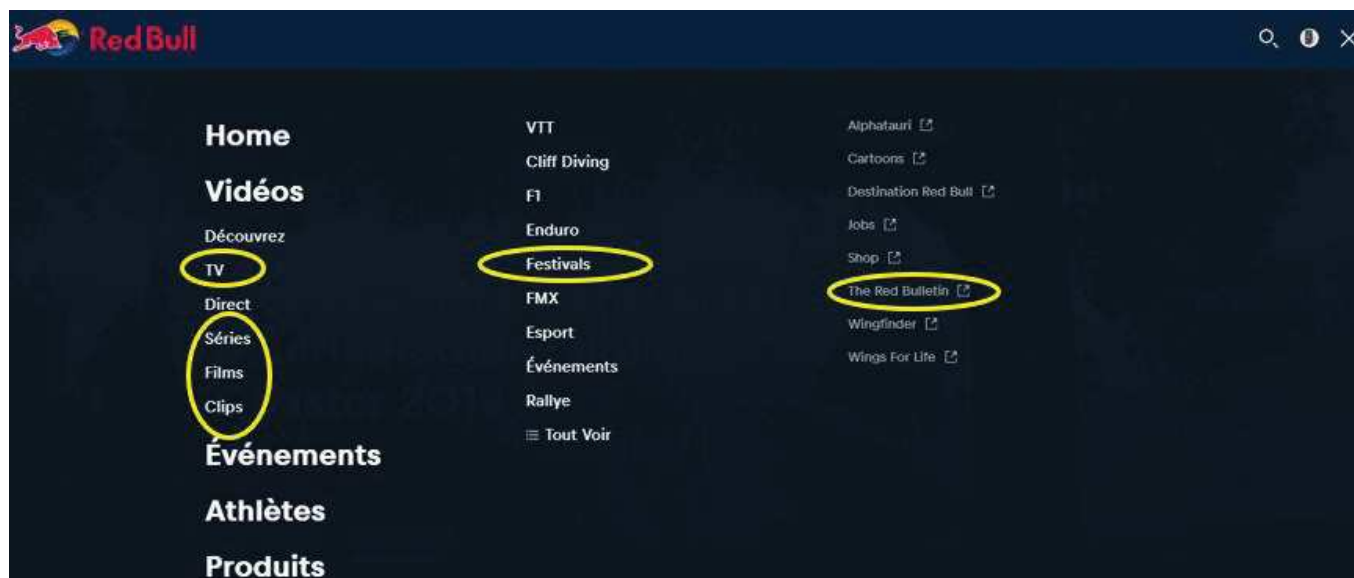 Red Bull
Home
Vidéos
Découvrez
TV
Direct
Séries
Films
Clips
Événements
Athlètes
Produits
VTT
Cliff Diving
F1
Enduro
Festivals
FMX
Esport
Événements
Rallye
Tout Voir
Alphatauri
Cartoons
Destination Red Bull
Jobs
Shop
The Red Bulletin
Wingfinder
Wings For Life